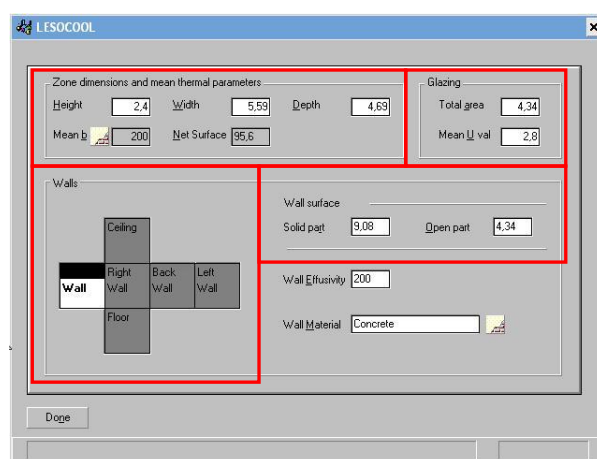 LESOCOOL
Zone dimensions and mean thermal parameters
Height 2,4 Width 5,59 Depth 4,69
Mean b 200 Net Surface 95,6
Glazing
Total area 4,34
Mean U val 2,8
Walls
Ceiling
Wall
Right Wall
Back Wall
Left Wall
Floor
Wall surface
Solid part 9,08 Open part 4,34
Wall Effusivity 200
Wall Material Concrete
Done